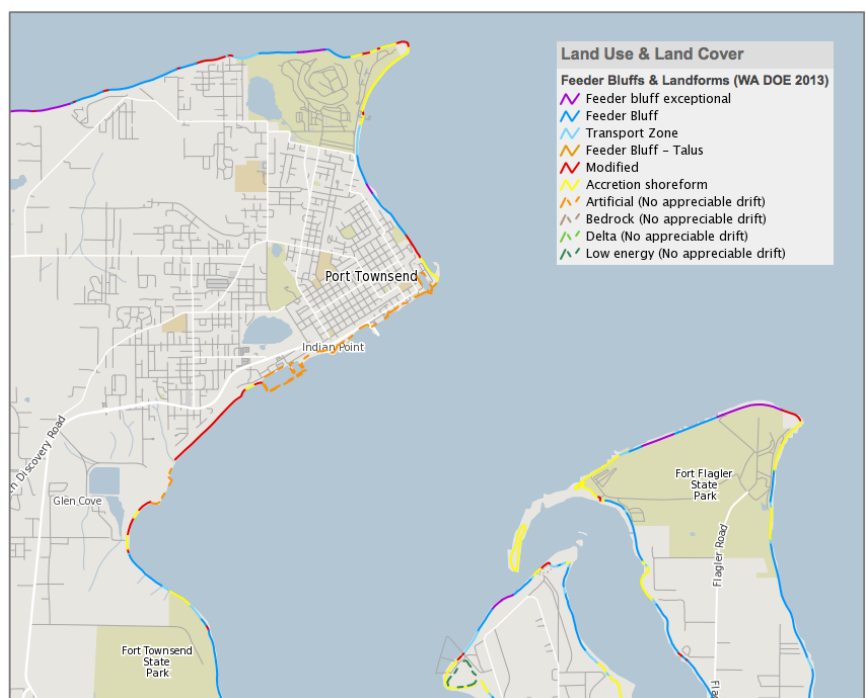 Land Use & Land Cover
Feeder Bluffs & Landforms (WA DOE 2013)
Feeder bluff exceptional
Feeder Bluff
Transport Zone
Feeder Bluff – Talus
Modified
Accretion shoreform
Artificial (No appreciable drift)
Bedrock (No appreciable drift)
Delta (No appreciable drift)
Low energy (No appreciable drift)
Port Townsend
Indian Point
Discovery Road
Glen Cove
Fort Flagler
State
Park
Flagler Road
Fort Townsend
State
Park
Fla